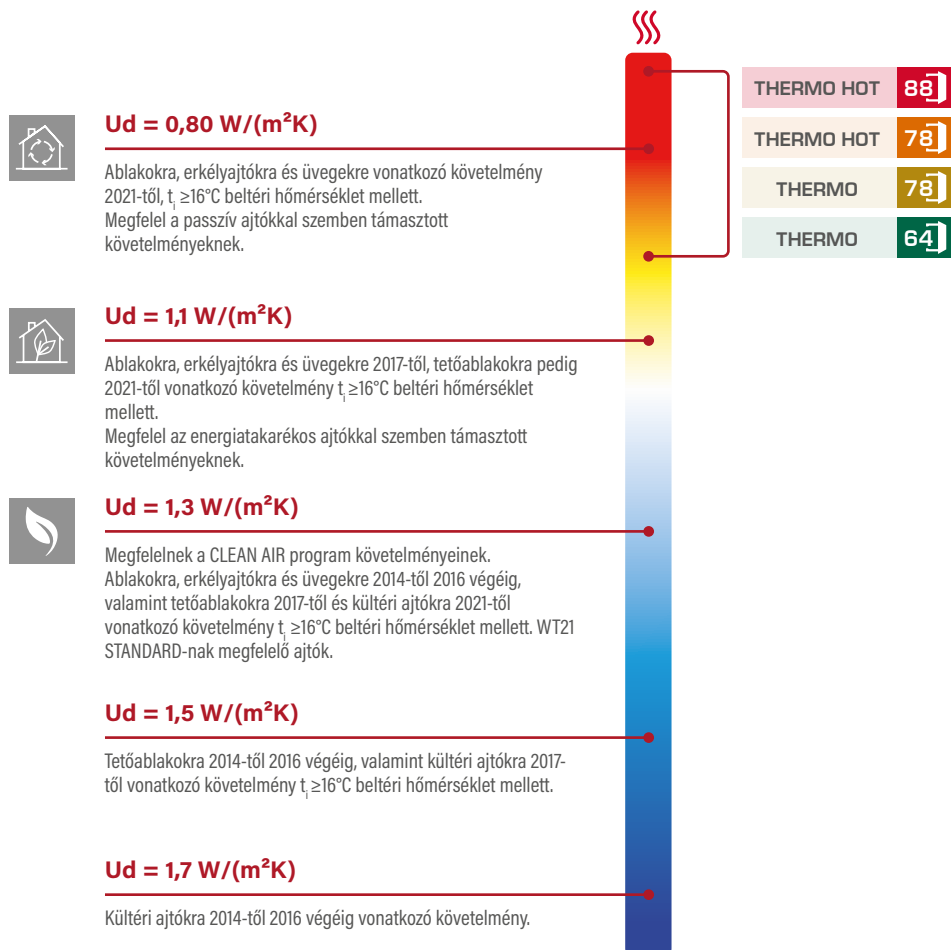 Ud = 0,80 W/(m²K)
Ablakokra, erkélyajtókra és üvegekre vonatkozó követelmény
2021-től, tᵢ ≥16°C beltéri hőmérséklet mellett.
Megfelel a passzív ajtókkal szemben támasztott
követelményeknek.
Ud = 1,1 W/(m²K)
Ablakokra, erkélyajtókra és üvegekre 2017-től, tetőablakokra pedig
2021-től vonatkozó követelmény tᵢ ≥16°C beltéri hőmérséklet
mellett.
Megfelel az energiatakarékos ajtókkal szemben támasztott
követelményeknek.
Ud = 1,3 W/(m²K)
Megfelelnek a CLEAN AIR program követelményeinek.
Ablakokra, erkélyajtókra és üvegekre 2014-től 2016 végéig,
valamint tetőablakokra 2017-től és kültéri ajtókra 2021-től
vonatkozó követelmény tᵢ ≥16°C beltéri hőmérséklet mellett. WT21
STANDARD-nak megfelelő ajtók.
Ud = 1,5 W/(m²K)
Tetőablakokra 2014-től 2016 végéig, valamint kültéri ajtókra 2017-
től vonatkozó követelmény tᵢ ≥16°C beltéri hőmérséklet mellett.
Ud = 1,7 W/(m²K)
Kültéri ajtókra 2014-től 2016 végéig vonatkozó követelmény.
THERMO HOT 88
THERMO HOT 78
THERMO 78
THERMO 64